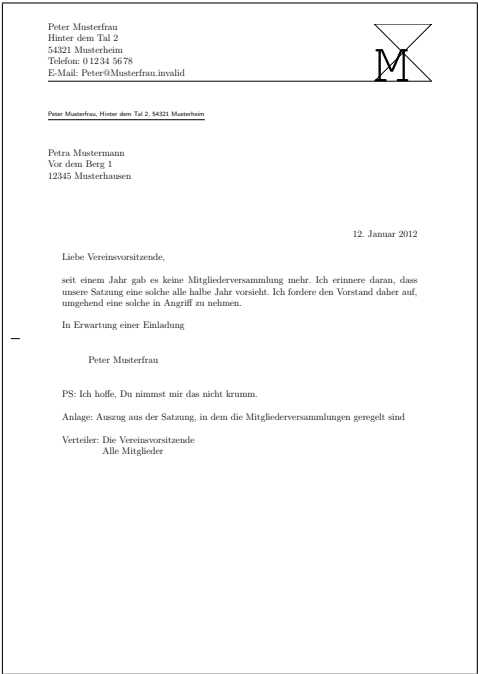 Peter Musterfrau
Hinter dem Tal 2
54321 Musterheim
Telefon: 0 12 34 56 78
E-Mail: Peter@Musterfrau.invalid
M
Peter Musterfrau, Hinter dem Tal 2, 54321 Musterheim
Petra Mustermann
Vor dem Berg 1
12345 Musterhausen
12. Januar 2012
Liebe Vereinsvorsitzende,
seit einem Jahr gab es keine Mitgliederversammlung mehr. Ich erinnere daran, dass
unsere Satzung eine solche alle halbe Jahr vorsieht. Ich fordere den Vorstand daher auf,
umgehend eine solche in Angriff zu nehmen.
In Erwartung einer Einladung
Peter Musterfrau
PS: Ich hoffe, Du nimmst mir das nicht krumm.
Anlage: Auszug aus der Satzung, in dem die Mitgliederversammlungen geregelt sind
Verteiler: Die Vereinsvorsitzende
Alle Mitglieder